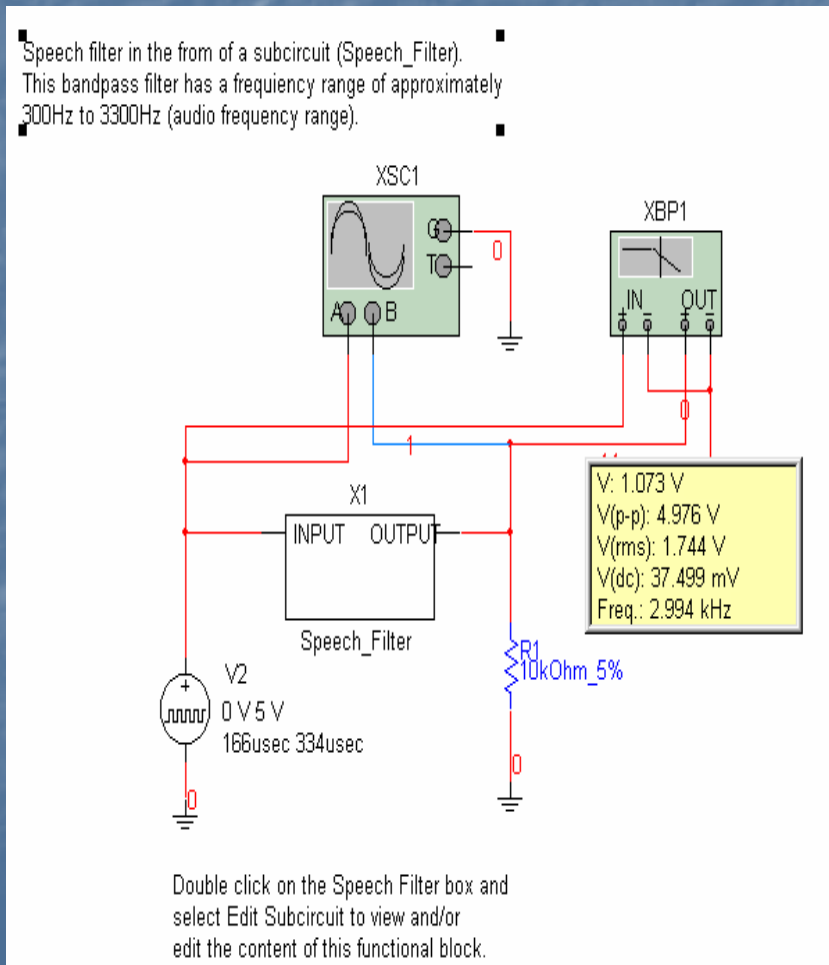 Speech filter in the from of a subcircuit (Speech_Filter).
This bandpass filter has a frequiency range of approximately
300Hz to 3300Hz (audio frequency range).
XSC1
G
T
A B
0
XBP1
IN OUT
+ - + -
0
1
V: 1.073 V
V(p-p): 4.976 V
V(rms): 1.744 V
V(dc): 37.499 mV
Freq.: 2.994 kHz
X1
INPUT OUTPUT
Speech_Filter
R1
10kOhm_5%
V2
+
0 V 5 V
166usec 334usec
0
0
Double click on the Speech Filter box and
select Edit Subcircuit to view and/or
edit the content of this functional block.